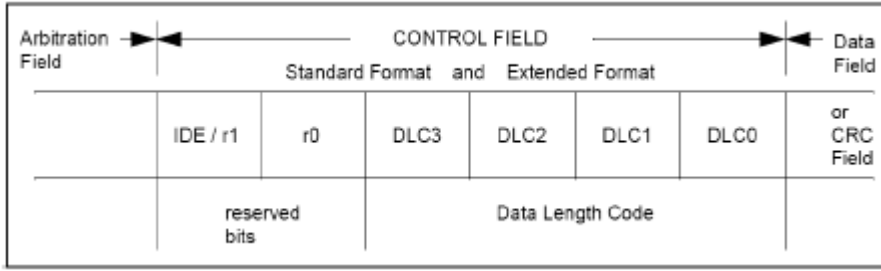 Arbitration CONTROL FIELD Data
Field Field
Standard Format and Extended Format
IDE / r1 r0 DLC3 DLC2 DLC1 DLC0 or
CRC
Field
reserved Data Length Code
bits